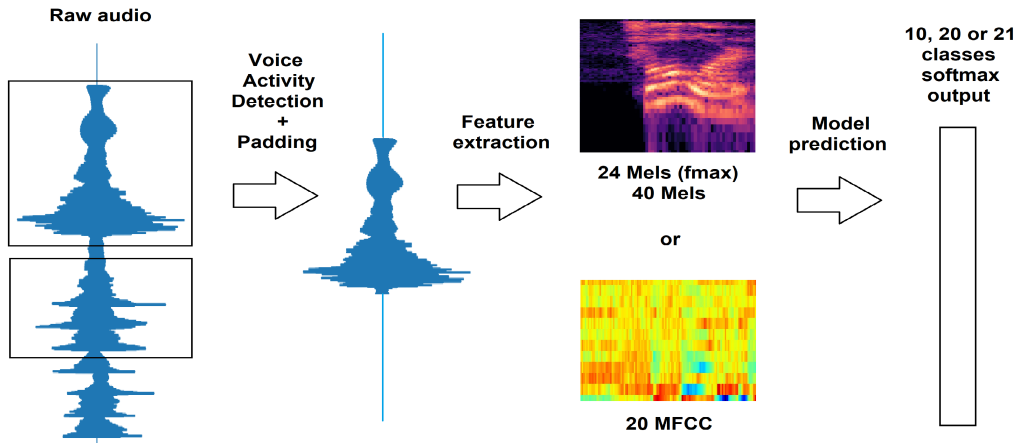 Raw audio
Voice
Activity
Detection
+
Padding
Feature
extraction
24 Mels (fmax)
40 Mels
or
20 MFCC
Model
prediction
10, 20 or 21
classes
softmax
output